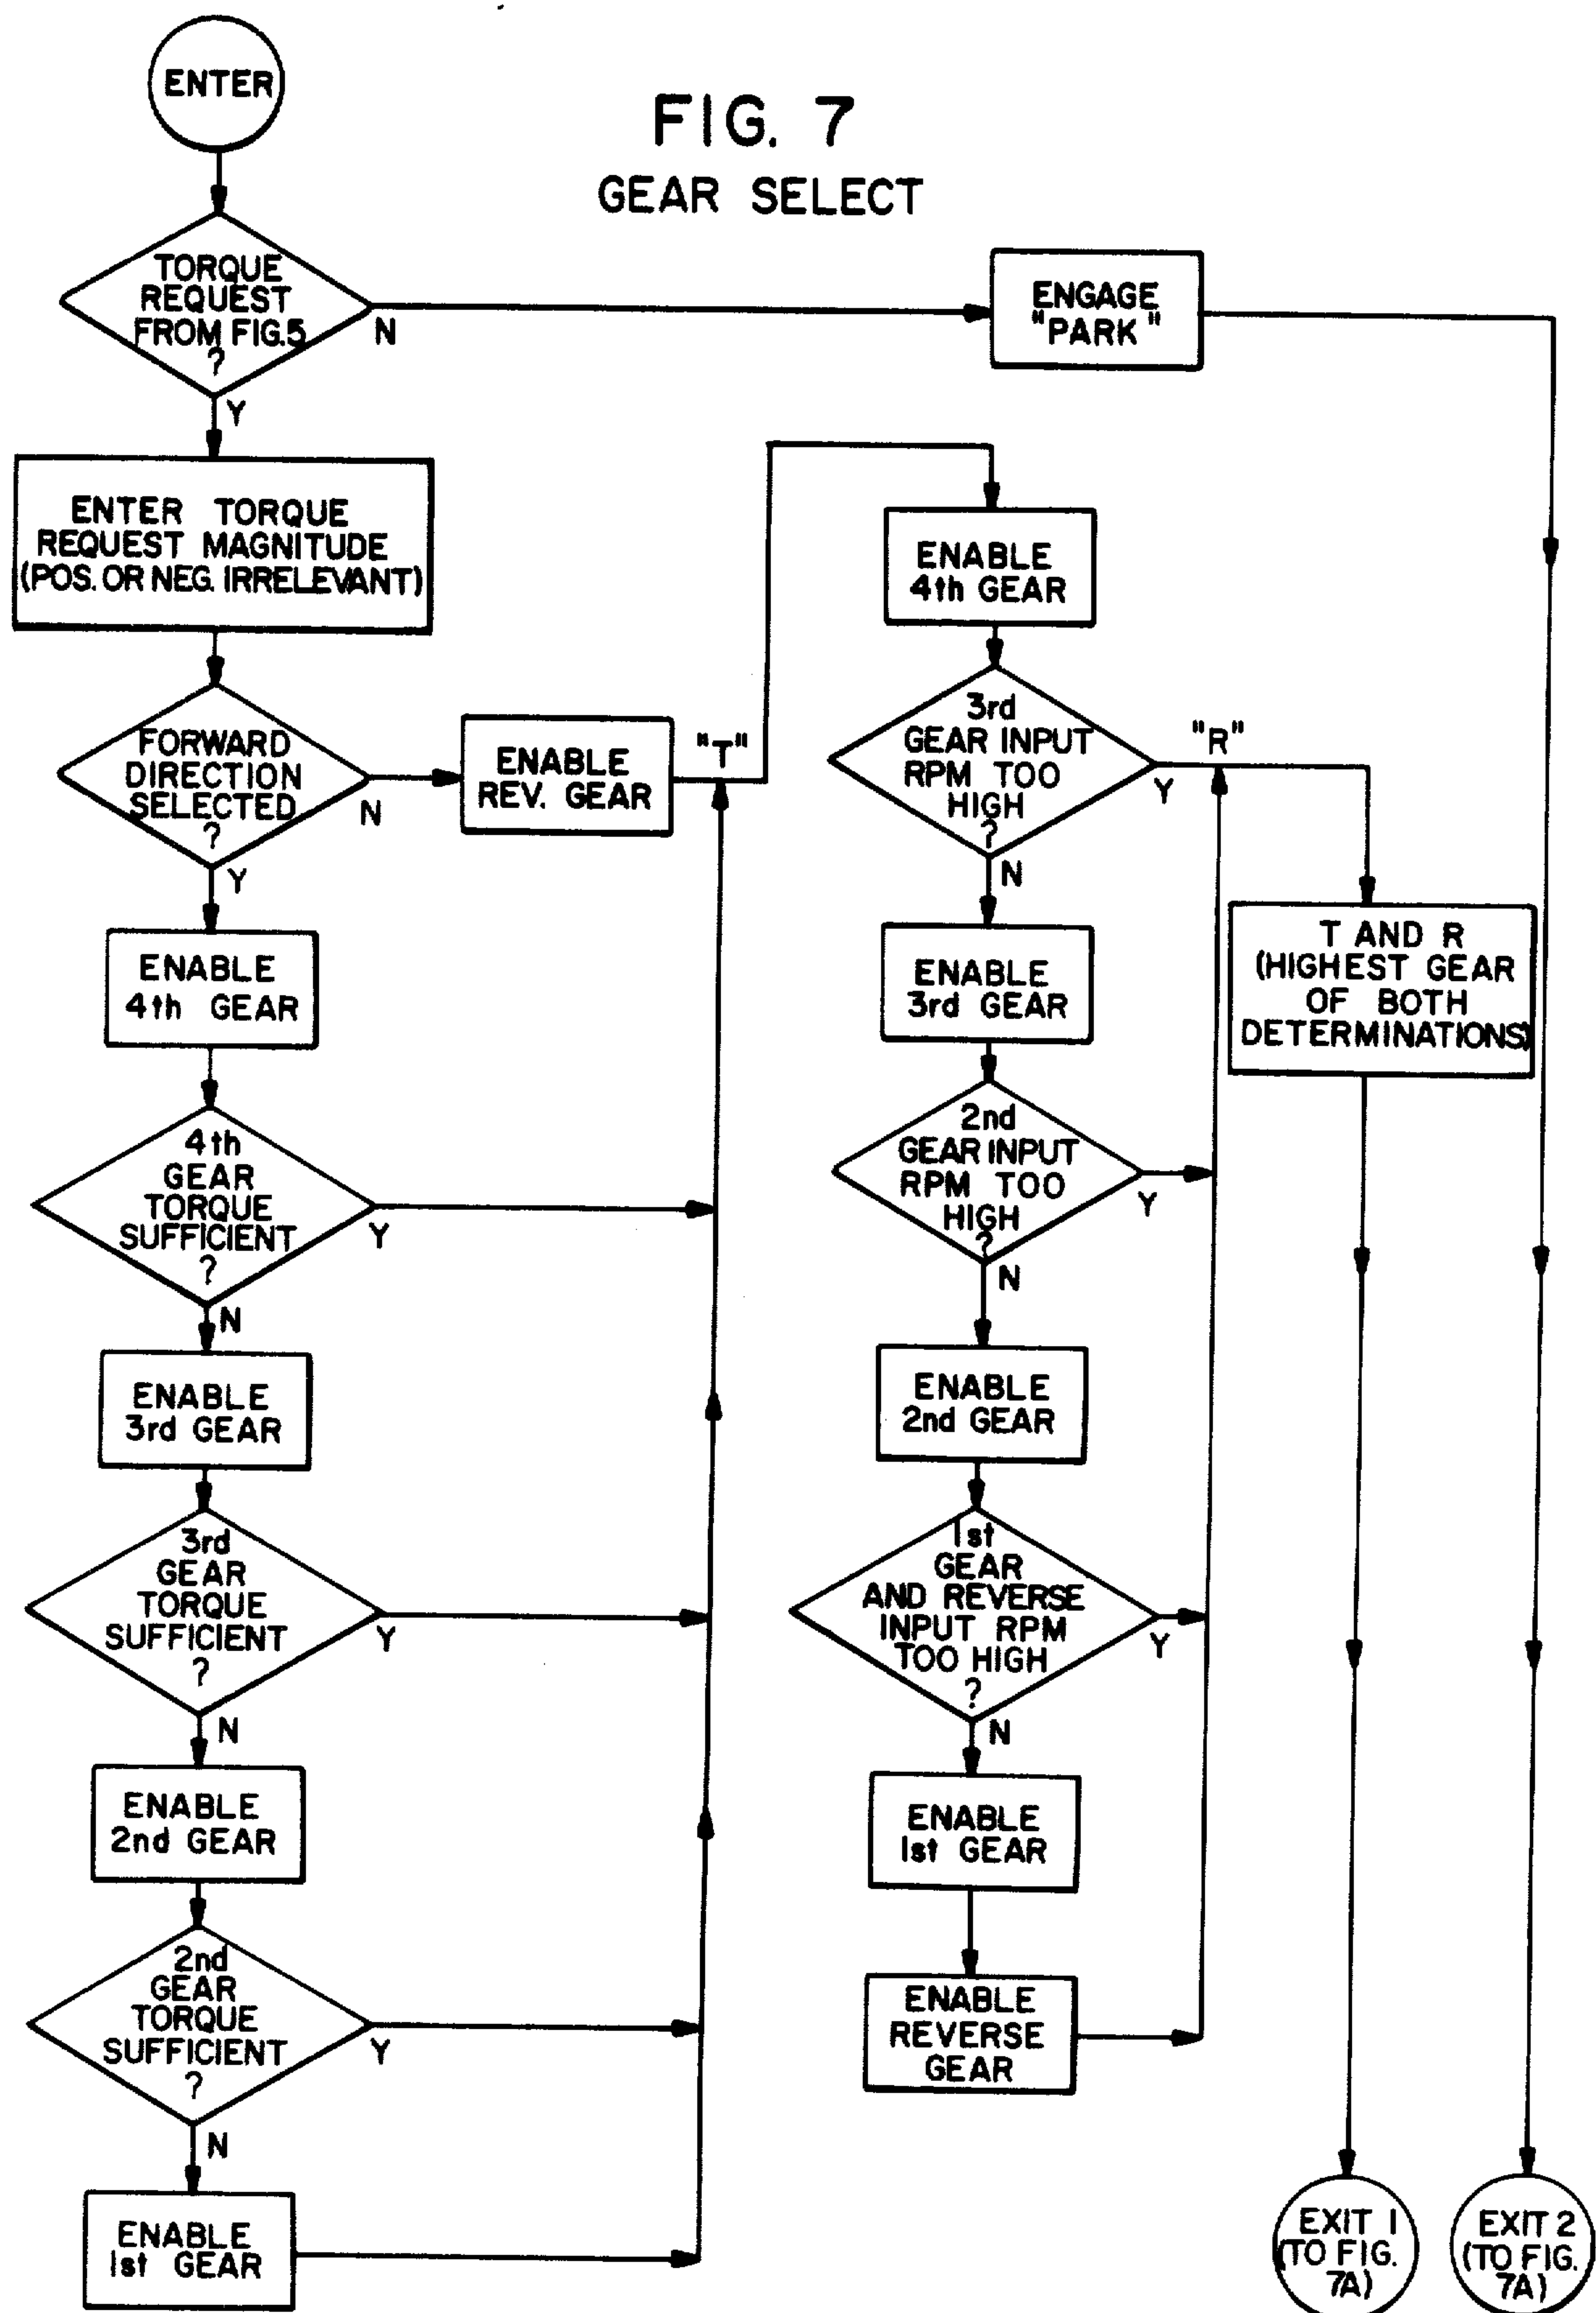 ENTER
FIG. 7
GEAR SELECT
TORQUE
REQUEST
FROM FIG.5
?
N
Y
ENGAGE
"PARK"
ENTER TORQUE
REQUEST MAGNITUDE
(POS. OR NEG. IRRELEVANT)
FORWARD
DIRECTION
SELECTED
?
N
Y
ENABLE
REV. GEAR
"T"
ENABLE
4th GEAR
4th
GEAR
TORQUE
SUFFICIENT
?
Y
N
ENABLE
3rd GEAR
3rd
GEAR
TORQUE
SUFFICIENT
?
Y
N
ENABLE
2nd GEAR
2nd
GEAR
TORQUE
SUFFICIENT
?
Y
N
ENABLE
1st GEAR
ENABLE
4th GEAR
3rd
GEAR INPUT
RPM TOO
HIGH
?
Y
N
"R"
ENABLE
3rd GEAR
2nd
GEAR INPUT
RPM TOO
HIGH
?
Y
N
ENABLE
2nd GEAR
1st
GEAR
AND REVERSE
INPUT RPM
TOO HIGH
?
Y
N
ENABLE
1st GEAR
ENABLE
REVERSE
GEAR
T AND R
(HIGHEST GEAR
OF BOTH
DETERMINATIONS)
EXIT 1
(TO FIG.
7A)
EXIT 2
(TO FIG.
7A)